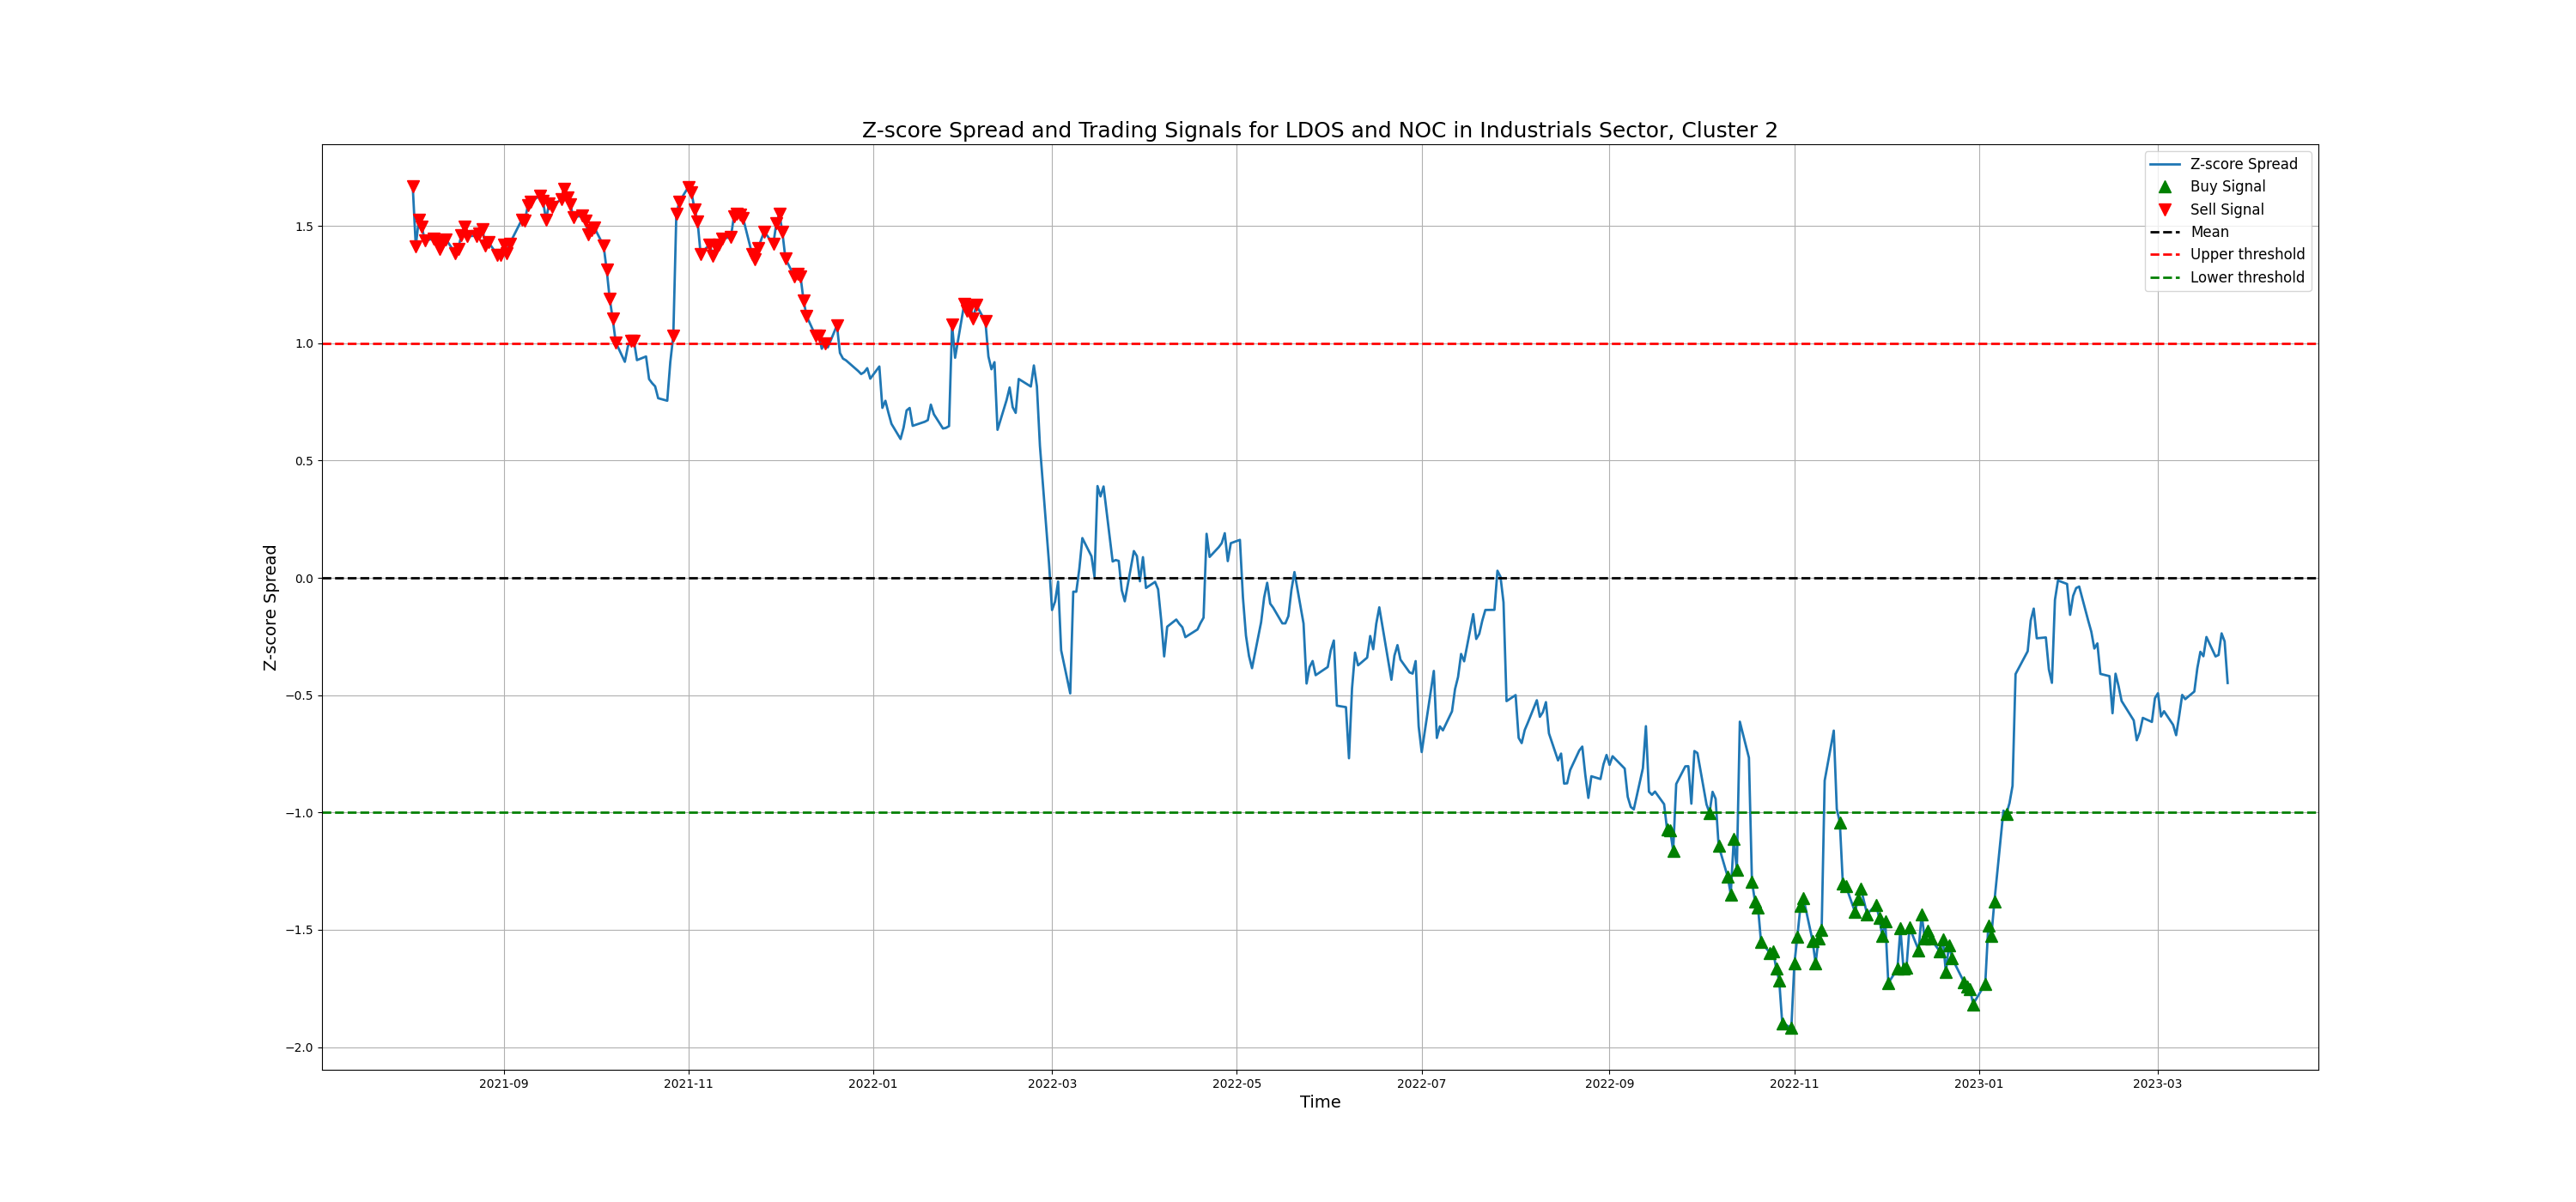 Z-score Spread and Trading Signals for LDOS and NOC in Industrials Sector, Cluster 2
Z-score Spread
Buy Signal
Sell Signal
Mean
Upper threshold
Lower threshold
Z-score Spread
1.5
1.0
0.5
0.0
−0.5
−1.0
−1.5
−2.0
2021-09
2021-11
2022-01
2022-03
2022-05
2022-07
2022-09
2022-11
2023-01
2023-03
Time